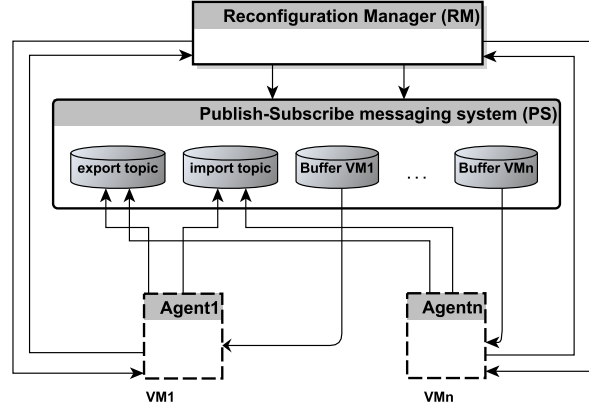 Reconfiguration Manager (RM)
Publish-Subscribe messaging system (PS)
export topic
import topic
Buffer VM1
...
Buffer VMn
Agent1
Agentn
VM1
VMn